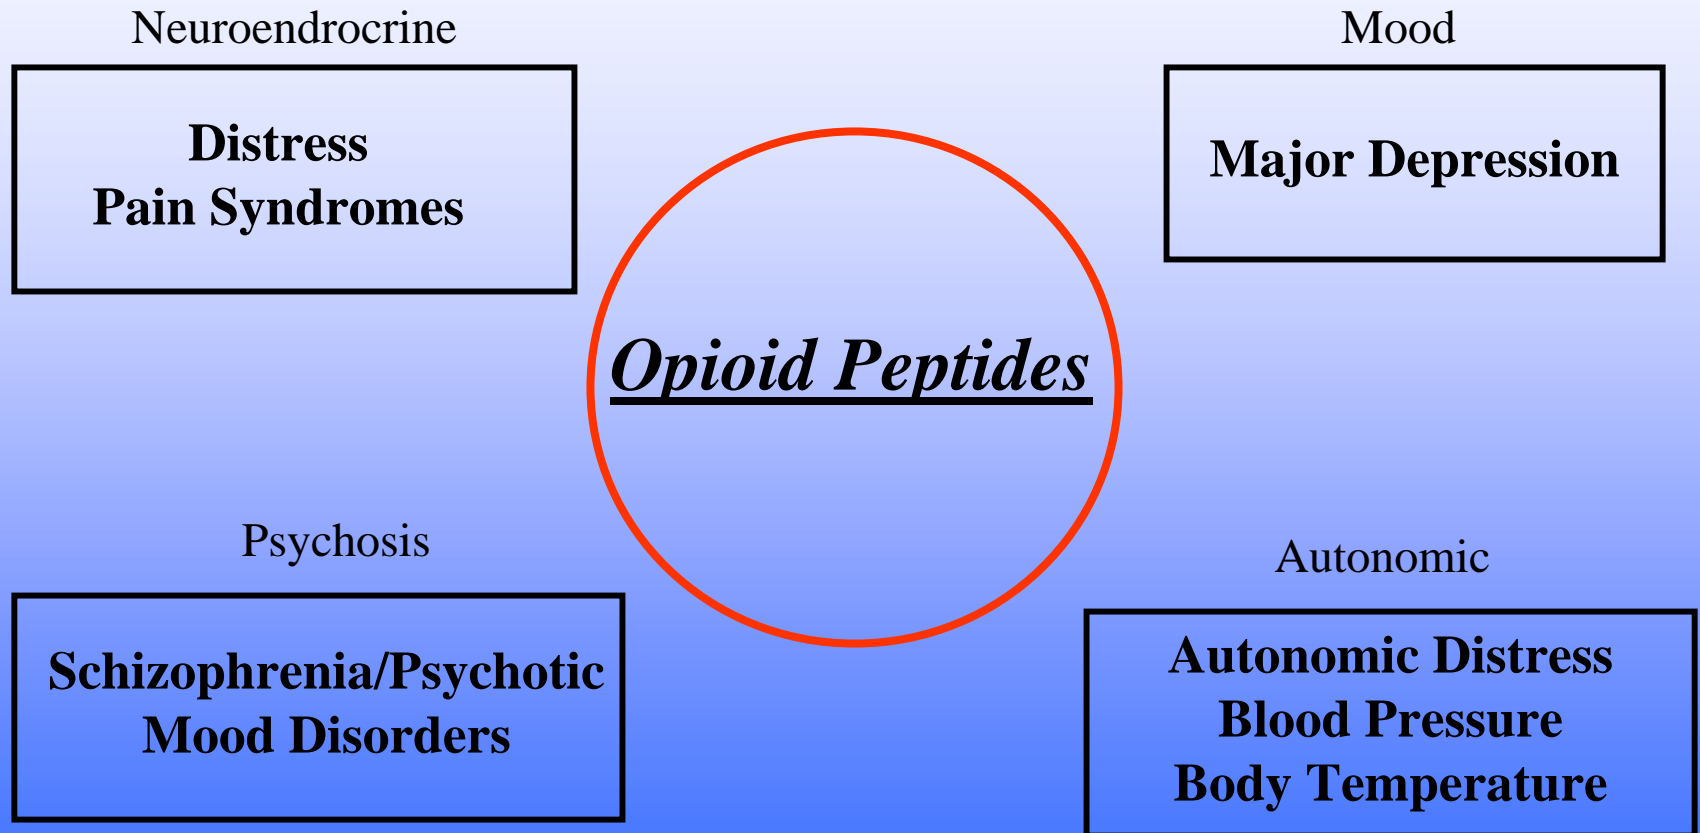 Neuroendrocrine
Distress
Pain Syndromes
Mood
Major Depression
Opioid Peptides
Psychosis
Schizophrenia/Psychotic
Mood Disorders
Autonomic
Autonomic Distress
Blood Pressure
Body Temperature